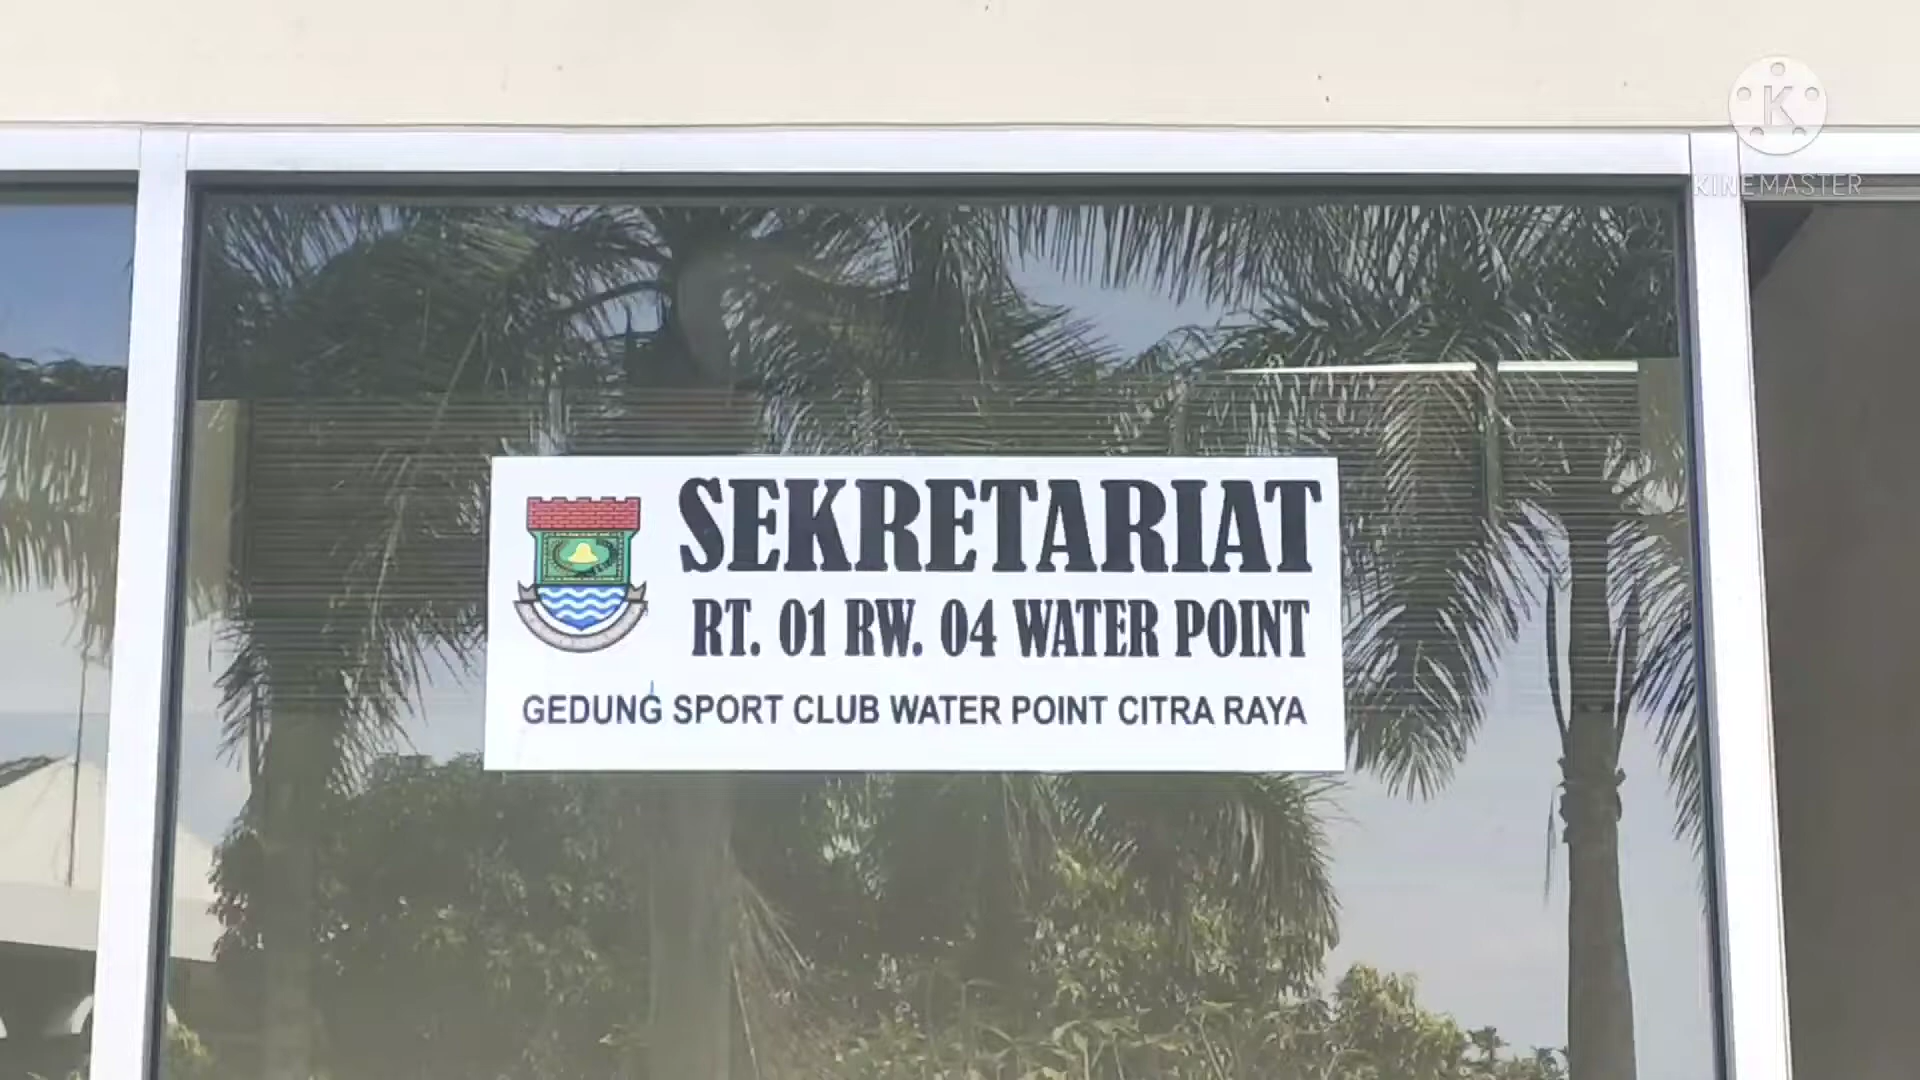 K
KINEMASTER
SEKRETARIAT
RT. 01 RW. 04 WATER POINT
GEDUNG SPORT CLUB WATER POINT CITRA RAYA